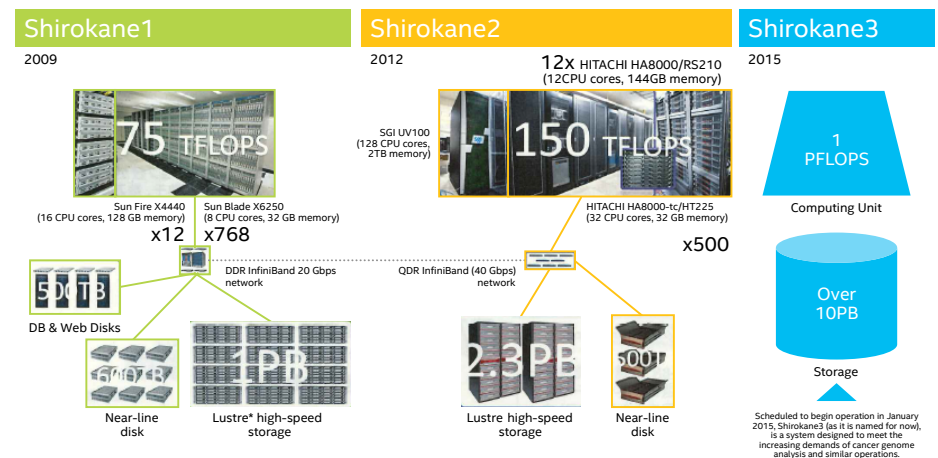 Shirokane1
2009
75 TFLOPS
Sun Fire X4440
(16 CPU cores, 128 GB memory)
x12
Sun Blade X6250
(8 CPU cores, 32 GB memory)
x768
DDR InfiniBand 20 Gbps
network
500TB
DB & Web Disks
600TB
Near-line
disk
1PB
Lustre* high-speed
storage
Shirokane2
2012
12x HITACHI HA8000/RS210
(12CPU cores, 144GB memory)
SGI UV100
(128 CPU cores,
2TB memory)
150 TFLOPS
HITACHI HA8000-tc/HT225
(32 CPU cores, 32 GB memory)
x500
QDR InfiniBand (40 Gbps)
network
2.3PB
Lustre high-speed
storage
Near-line
disk
Shirokane3
2015
1
PFLOPS
Computing Unit
Over
10PB
Storage
Scheduled to begin operation in January
2015, Shirokane3 (as it is named for now),
is a system designed to meet the
increasing demands of cancer genome
analysis and similar operations.